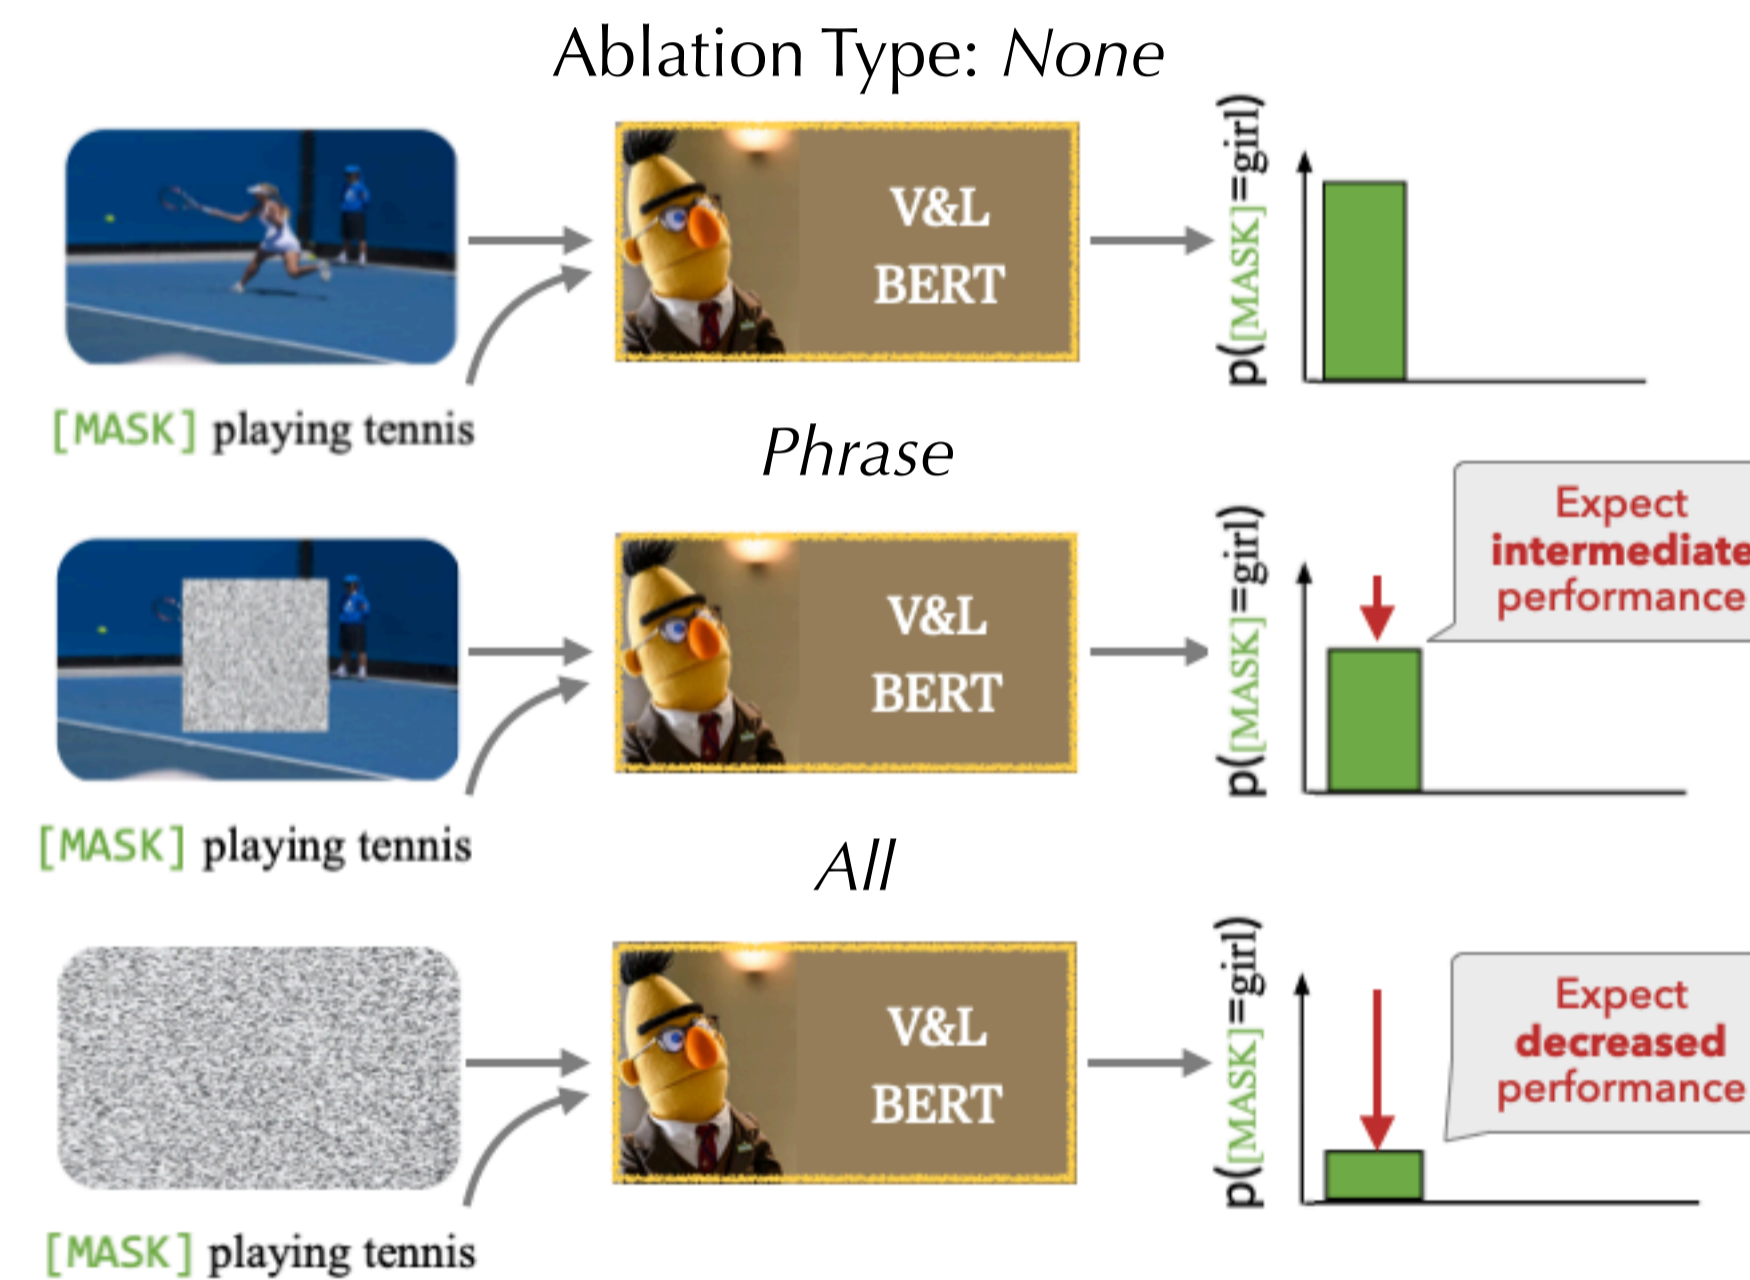 Ablation Type: None
[MASK] playing tennis
V&L
BERT
p([MASK]=girl)
Phrase
[MASK] playing tennis
V&L
BERT
p([MASK]=girl)
Expect
intermediate
performance
All
[MASK] playing tennis
V&L
BERT
p([MASK]=girl)
Expect
decreased
performance